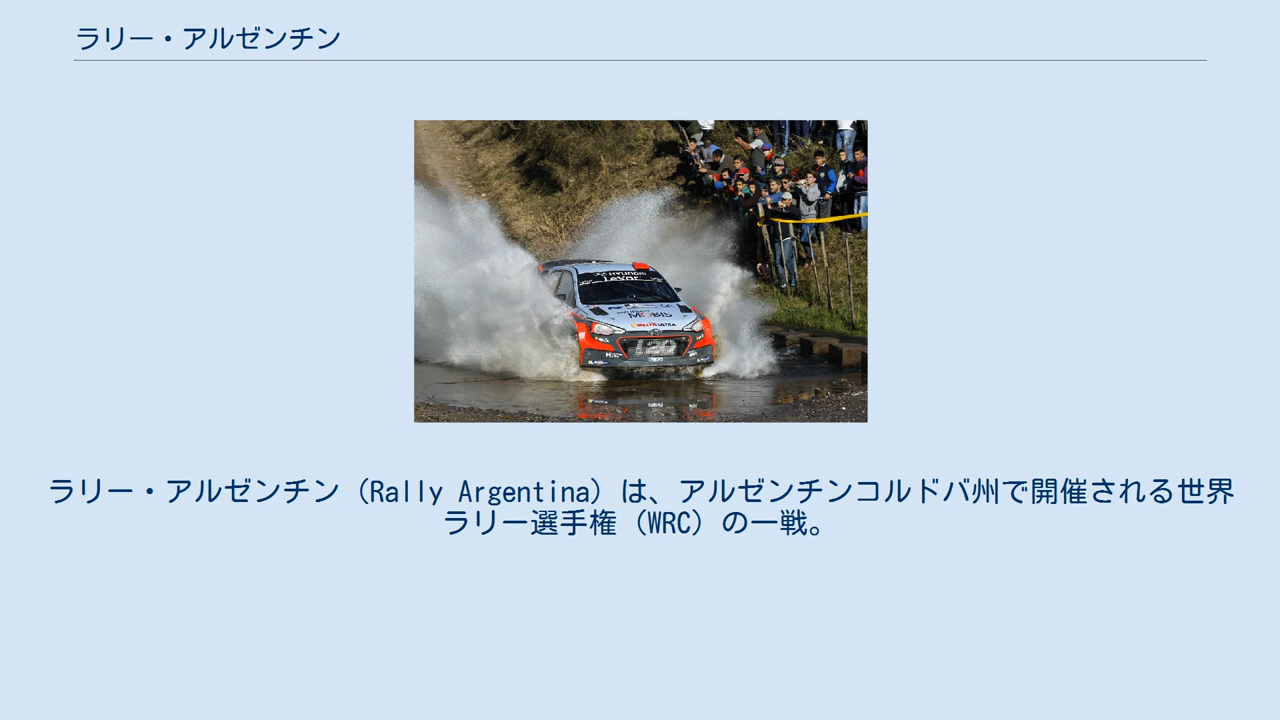 ラリー・アルゼンチン
HYUNDAI
MOBIS
ラリー・アルゼンチン（Rally Argentina）は、アルゼンチンコルドバ州で開催される世界
ラリー選手権（WRC）の一戦。